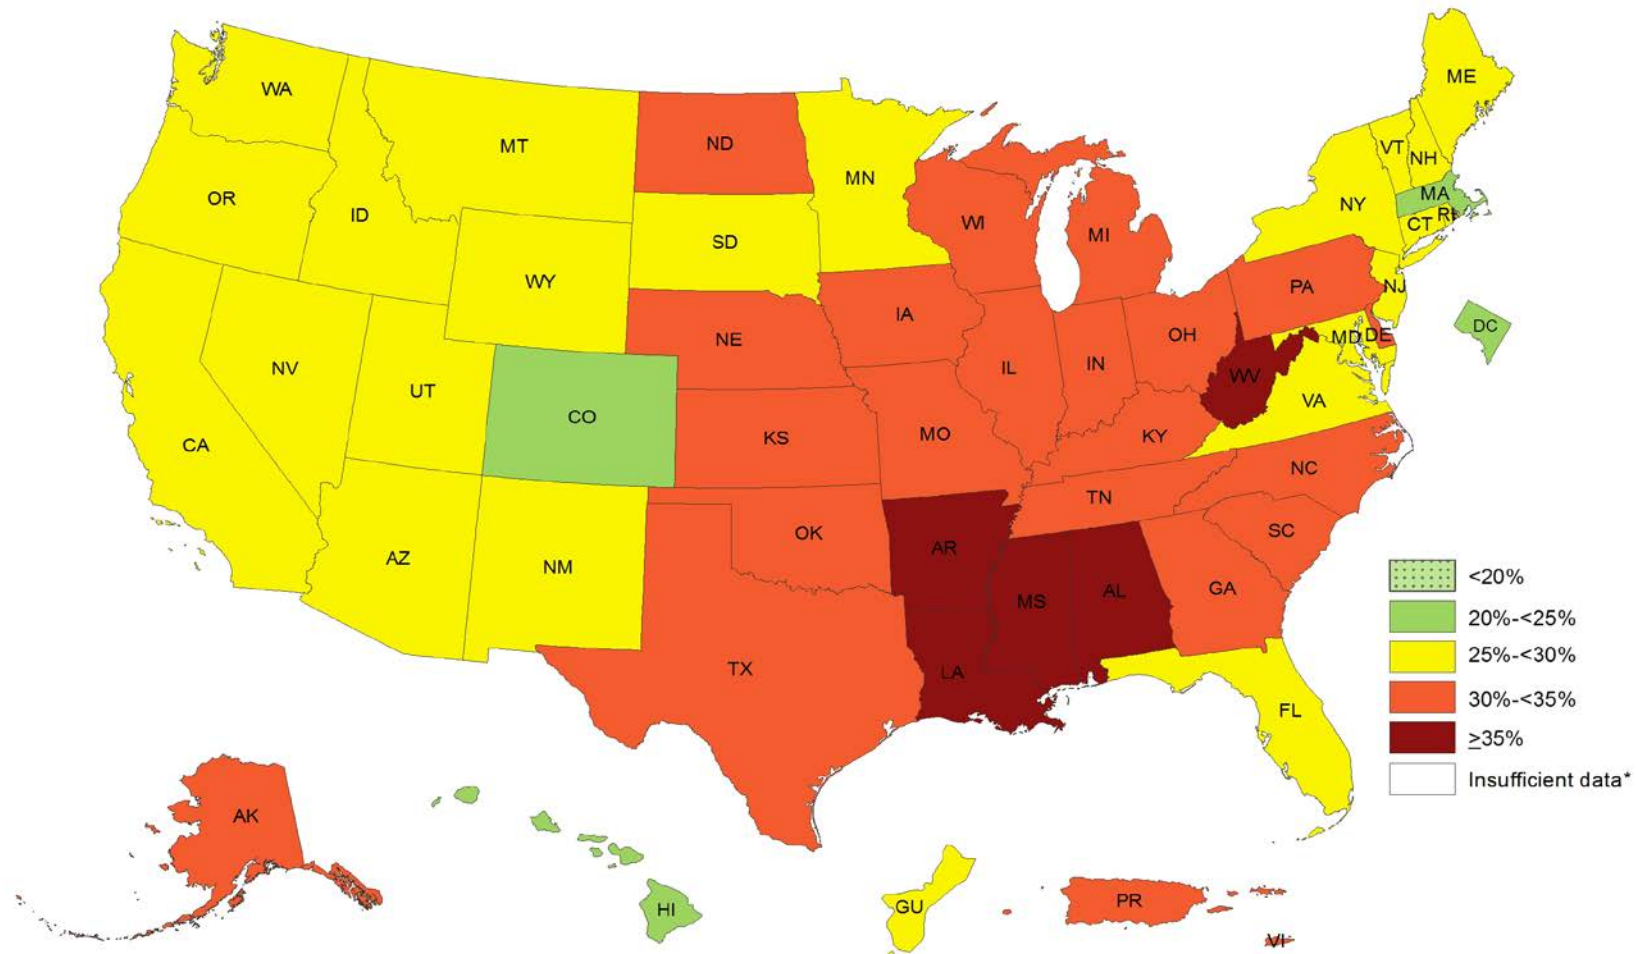 ME
WA
MT
ND
VT
NH
MN
MA
OR
ID
NY
RI
WI
CT
MI
SD
WY
PA
NJ
IA
DC
OH
MD
DE
NE
IN
NV
IL
WV
UT
VA
CO
KS
MO
KY
CA
NC
TN
SC
OK
AR
AZ
NM
<20%
GA
AL
MS
20%-<25%
25%-<30%
TX
LA
30%-<35%
FL
≥35%
Insufficient data*
AK
HI
GU
PR
VI